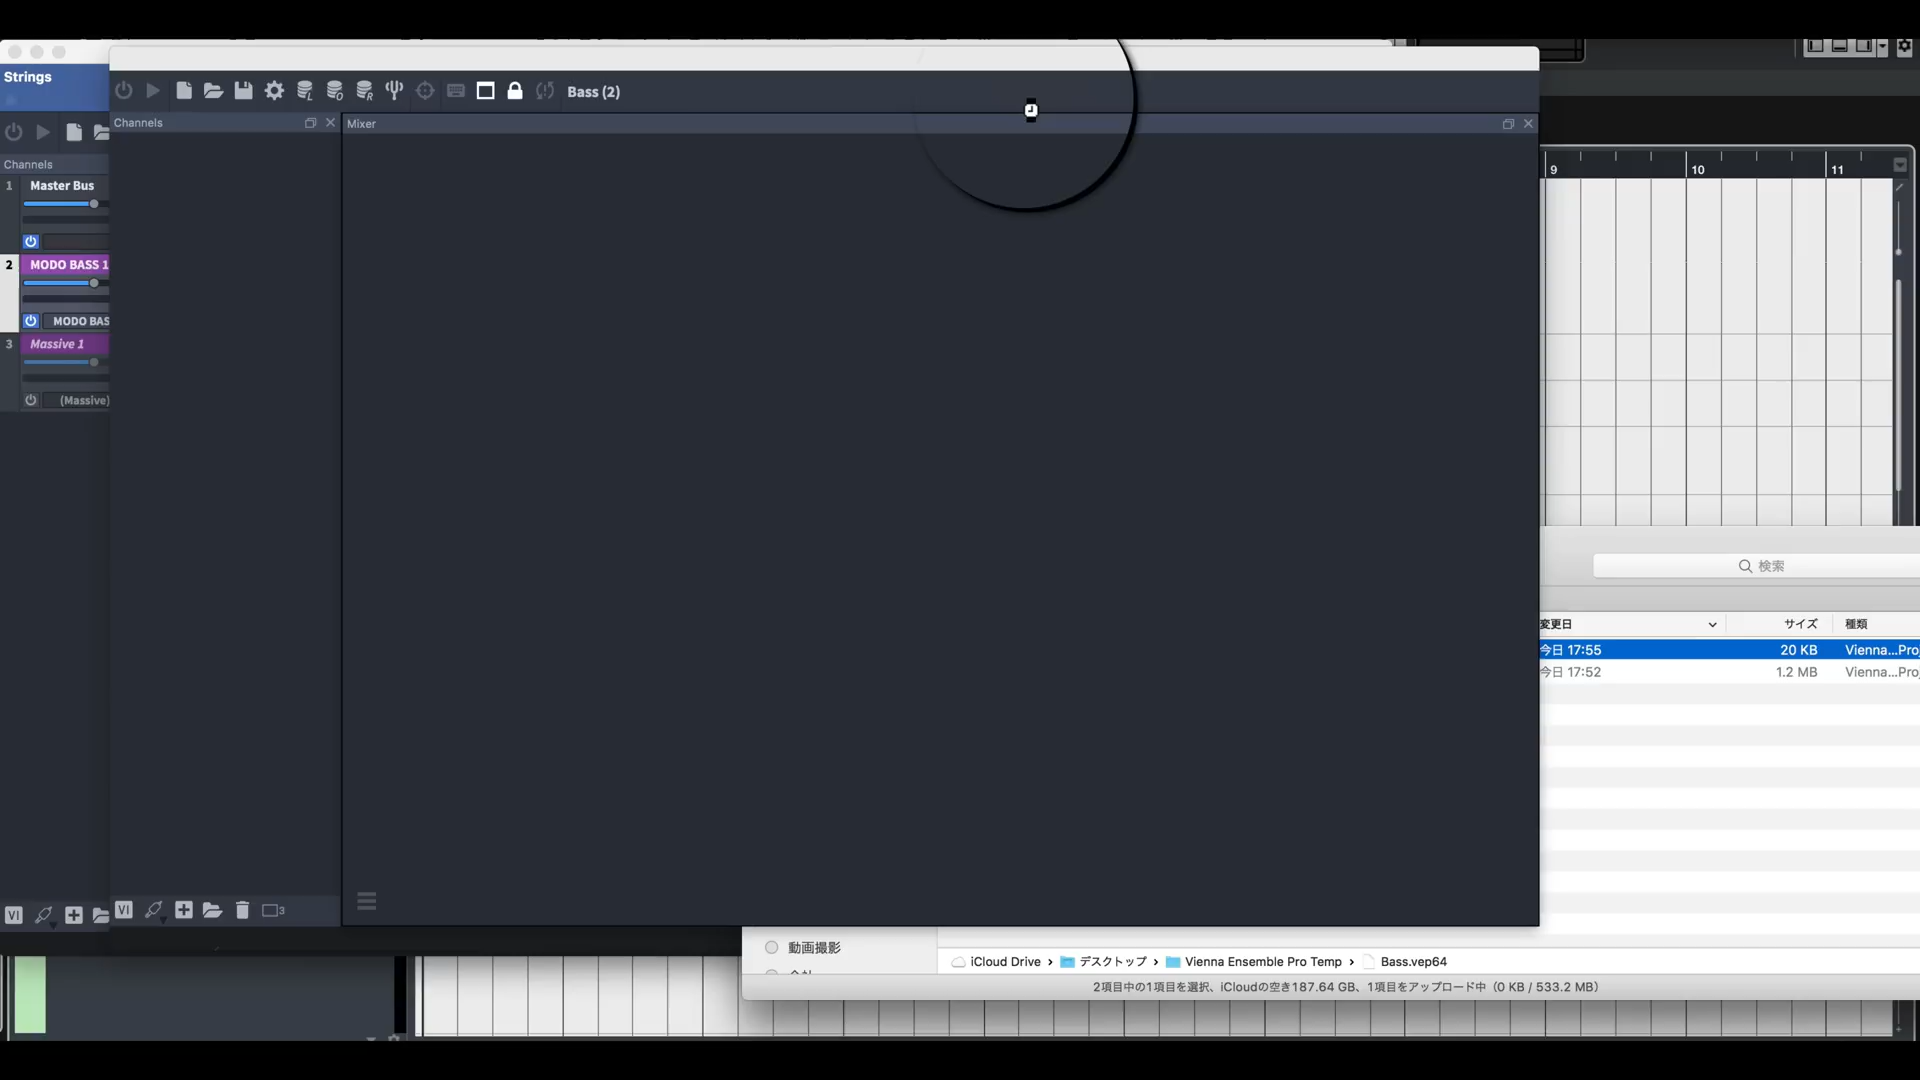 Strings
L
O
R
Bass (2)
Channels
Mixer
Channels
1 Master Bus
2 MODO BASS 1
MODO BAS
3 Massive 1
(Massive)
9
10
11
検索
変更日 サイズ 種類
今日 17:55 20 KB Vienna...Proj
今日 17:52 1.2 MB Vienna...Proj
VI
VI
3
動画撮影
iCloud Drive › デスクトップ › Vienna Ensemble Pro Temp › Bass.vep64
2項目中の1項目を選択、iCloudの空き187.64 GB、1項目をアップロード中（0 KB / 533.2 MB）